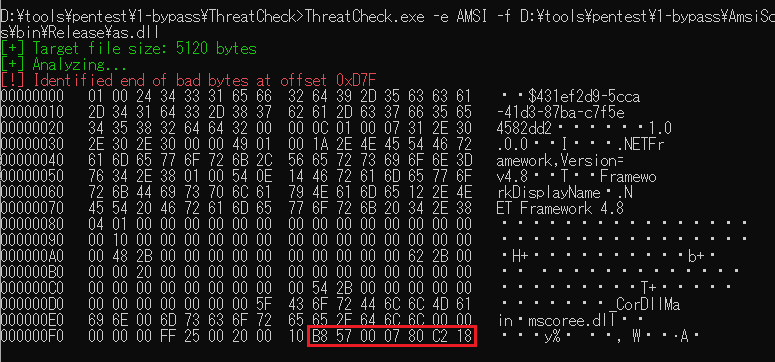 D:¥tools¥pentest¥1-bypass¥ThreatCheck>ThreatCheck.exe -e AMSI -f D:¥tools¥pentest¥1-bypass¥AmsiSc
s¥bin¥Release¥as.dll
[+] Target file size: 5120 bytes
[+] Analyzing...
[!] Identified end of bad bytes at offset 0xD7F
00000000 01 00 24 34 33 31 65 66 32 64 39 2D 35 63 63 61 ··$431ef2d9-5cca
00000010 2D 34 31 64 33 2D 38 37 62 61 2D 63 37 66 35 65 -41d3-87ba-c7f5e
00000020 34 35 38 32 64 64 32 00 00 0C 01 00 07 31 2E 30 4582dd2······1.0
00000030 2E 30 2E 30 00 00 49 01 00 1A 2E 4E 45 54 46 72 .0.0··I····.NETFr
00000040 61 6D 65 77 6F 72 6B 2C 56 65 72 73 69 6F 6E 3D amework,Version=
00000050 76 34 2E 38 01 00 54 0E 14 46 72 61 6D 65 77 6F v4.8··T··Framewo
00000060 72 6B 44 69 73 70 6C 61 79 4E 61 6D 65 12 2E 4E rkDisplayName·.N
00000070 45 54 20 46 72 61 6D 65 77 6F 72 6B 20 34 2E 38 ET Framework 4.8
00000080 04 01 00 00 00 00 00 00 00 00 00 00 00 00 00 00 ················
00000090 00 10 00 00 00 00 00 00 00 00 00 00 00 00 00 00 ················
000000A0 00 48 2B 00 00 00 00 00 00 00 00 00 00 62 2B 00 ·H+··········b+·
000000B0 00 00 20 00 00 00 00 00 00 00 00 00 00 00 00 00 ·· ·············
000000C0 00 00 00 00 00 00 00 00 00 00 54 2B 00 00 00 00 ··········T+····
000000D0 00 00 00 00 00 00 5F 43 6F 72 44 6C 6C 4D 61 ·······_CorDllMa
000000E0 69 6E 00 6D 73 63 6F 72 65 65 2E 64 6C 6C 00 00 in·mscoree.dll··
000000F0 00 00 00 FF 25 00 20 00 10 B8 57 00 07 80 C2 18 ···y%· ··, W··A·